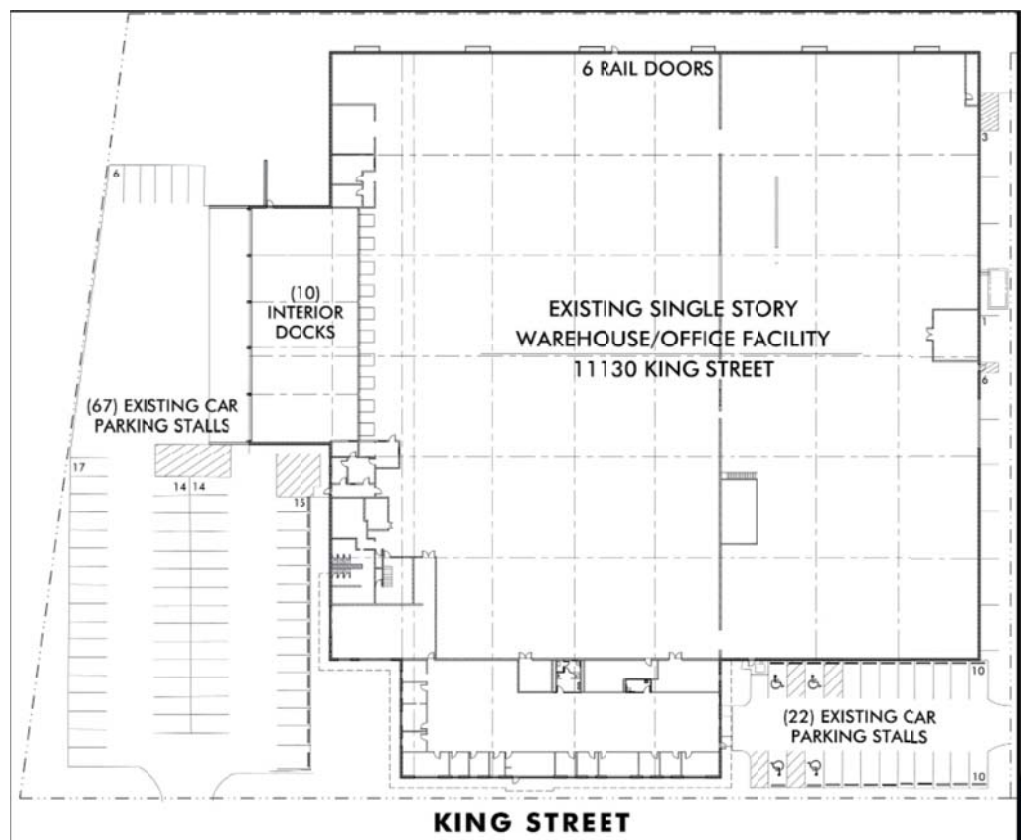 6 RAIL DOORS
3
6
(10)
INTERIOR
DOCKS
EXISTING SINGLE STORY
WAREHOUSE/OFFICE FACILITY
11130 KING STREET
1
6
(67) EXISTING CAR
PARKING STALLS
17
14 14
15
10
(22) EXISTING CAR
PARKING STALLS
10
KING STREET